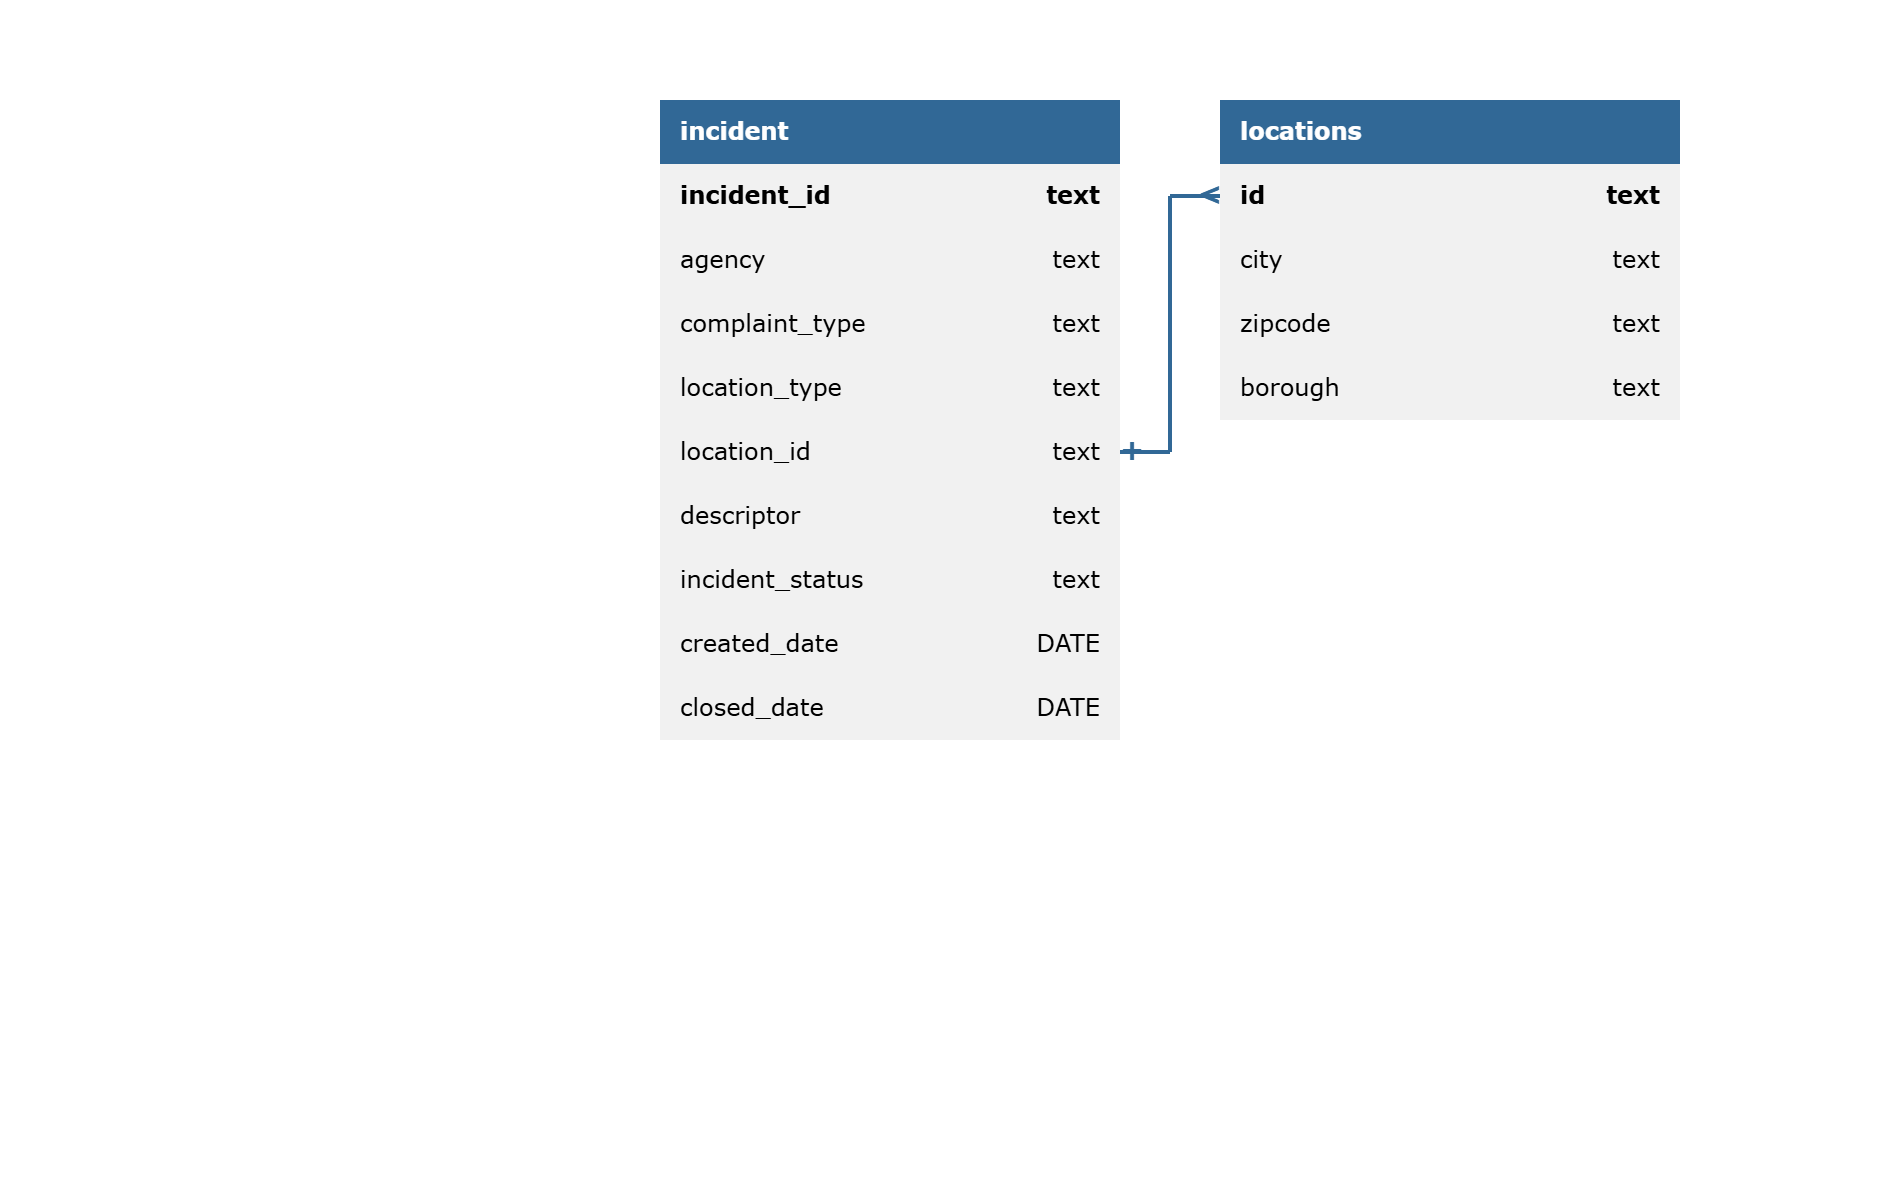 incident
incident_id text
agency text
complaint_type text
location_type text
location_id text
descriptor text
incident_status text
created_date DATE
closed_date DATE
locations
id text
city text
zipcode text
borough text